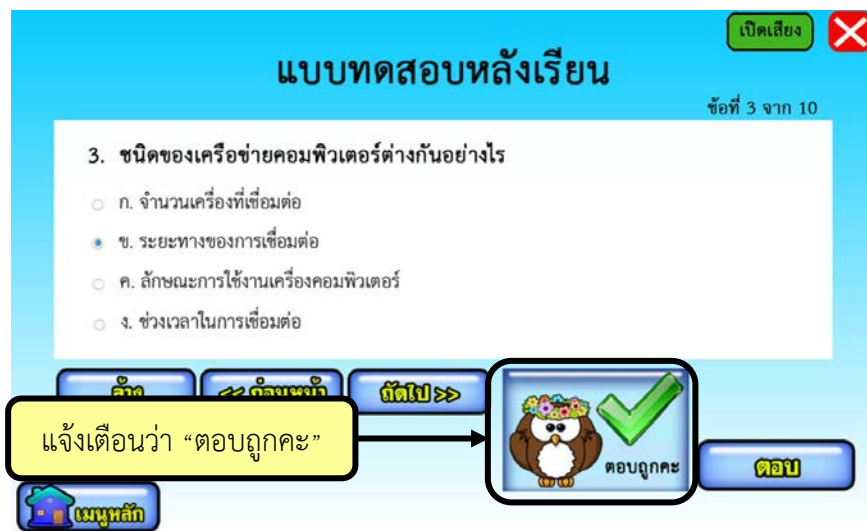 เปิดเสียง
แบบทดสอบหลังเรียน
ข้อที่ 3 จาก 10
3. ชนิดของเครือข่ายคอมพิวเตอร์ต่างกันอย่างไร
ก. จำนวนเครื่องที่เชื่อมต่อ
ข. ระยะทางของการเชื่อมต่อ
ค. ลักษณะการใช้งานเครื่องคอมพิวเตอร์
ง. ช่วงเวลาในการเชื่อมต่อ
ล้าง
<< ก่อนหน้า
ถัดไป >>
แจ้งเตือนว่า “ตอบถูกคะ”
ตอบถูกคะ
ตอบ
เมนูหลัก